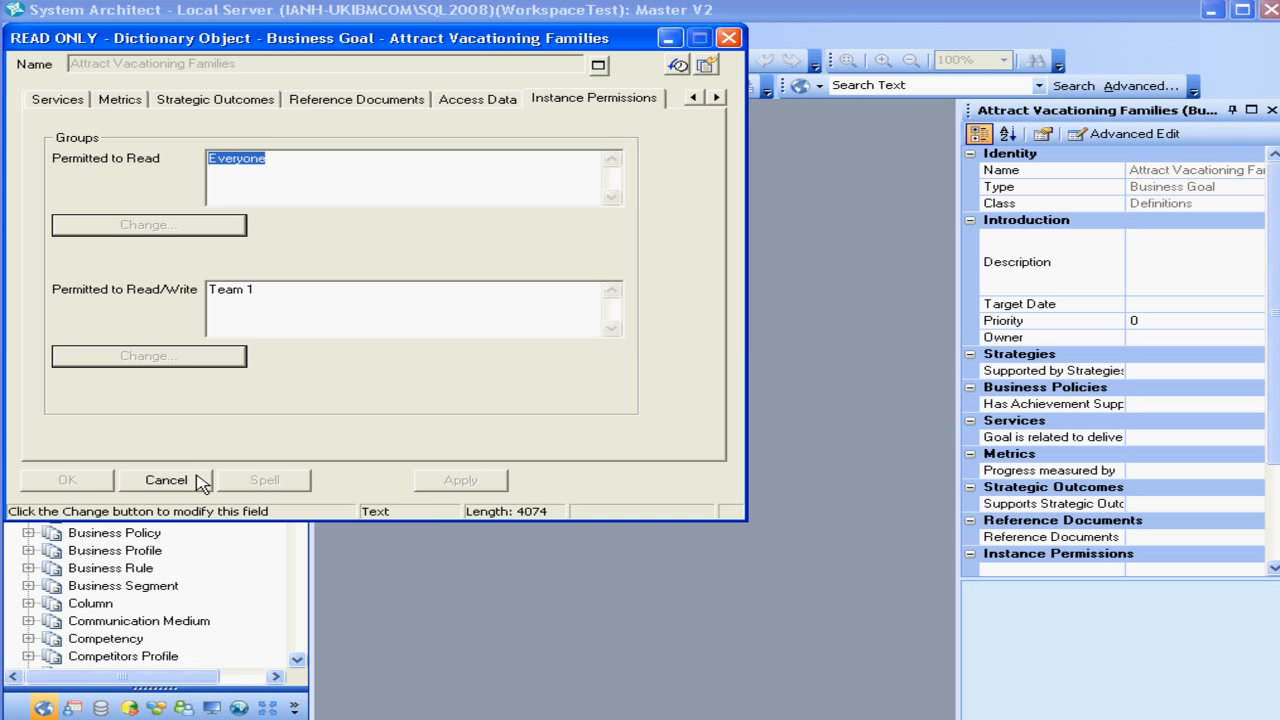 System Architect - Local Server (IANH-UKIBMCOM\SQL2008)(WorkspaceTest): Master V2
READ ONLY - Dictionary Object - Business Goal - Attract Vacationing Families
Name
Attract Vacationing Families
Services
Metrics
Strategic Outcomes
Reference Documents
Access Data
Instance Permissions
Groups
Permitted to Read
Everyone
Change...
Permitted to Read/Write
Team 1
Change...
OK
Cancel
Spell
Apply
Click the Change button to modify this field
Text
Length: 4074
Business Policy
Business Profile
Business Rule
Business Segment
Column
Communication Medium
Competency
Competitors Profile
100%
Search Text
Search Advanced...
Attract Vacationing Families (Bu...
Advanced Edit
Identity
Name Attract Vacationing Fai
Type Business Goal
Class Definitions
Introduction
Description
Target Date
Priority 0
Owner
Strategies
Supported by Strategies
Business Policies
Has Achievement Supp
Services
Goal is related to delive
Metrics
Progress measured by
Strategic Outcomes
Supports Strategic Outc
Reference Documents
Reference Documents
Instance Permissions